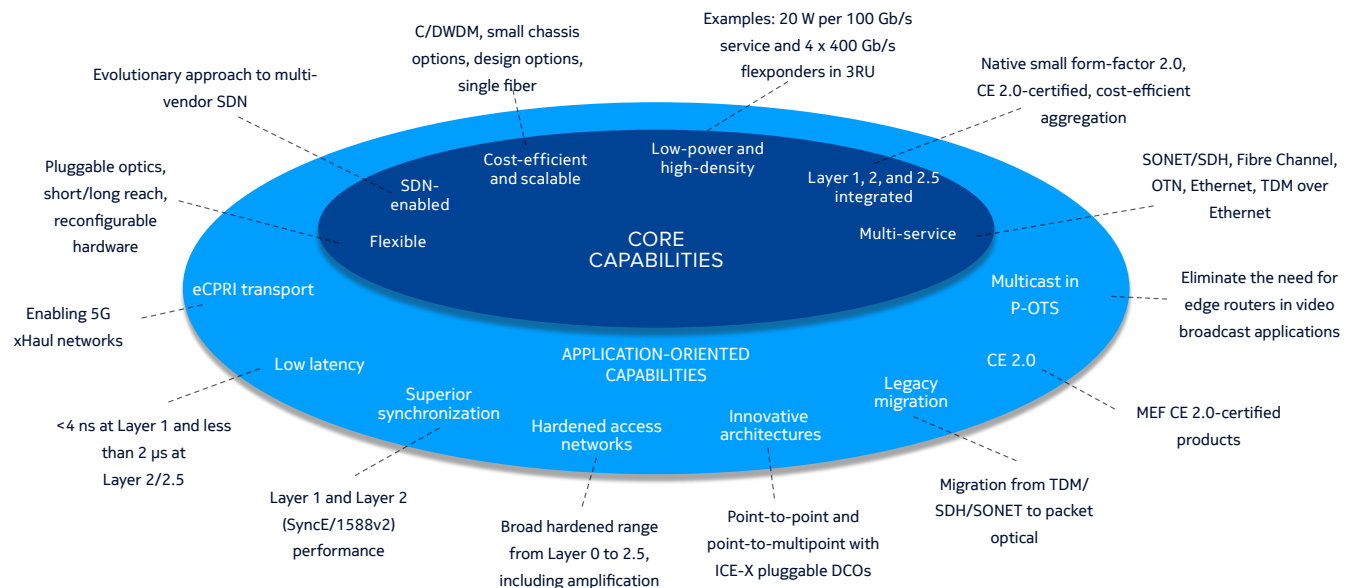 Examples: 20 W per 100 Gb/s
service and 4 x 400 Gb/s
flexponders in 3RU
C/DWDM, small chassis
options, design options,
single fiber
Evolutionary approach to multi-
vendor SDN
Native small form-factor 2.0,
CE 2.0-certified, cost-efficient
aggregation
Pluggable optics,
short/long reach,
reconfigurable
hardware
SONET/SDH, Fibre Channel,
OTN, Ethernet, TDM over
Ethernet
Flexible
SDN-
enabled
Cost-efficient
and scalable
Low-power and
high-density
Layer 1, 2, and 2.5
integrated
Multi-service
CORE
CAPABILITIES
eCPRI transport
Enabling 5G
xHaul networks
Multicast in
P-OTS
Eliminate the need for
edge routers in video
broadcast applications
APPLICATION-ORIENTED
CAPABILITIES
Low latency
Superior
synchronization
Hardened access
networks
Innovative
architectures
Legacy
migration
CE 2.0
<4 ns at Layer 1 and less
than 2 µs at
Layer 2/2.5
Layer 1 and Layer 2
(SyncE/1588v2)
performance
Broad hardened range
from Layer 0 to 2.5,
including amplification
Point-to-point and
point-to-multipoint with
ICE-X pluggable DCOs
Migration from TDM/
SDH/SONET to packet
optical
MEF CE 2.0-certified
products